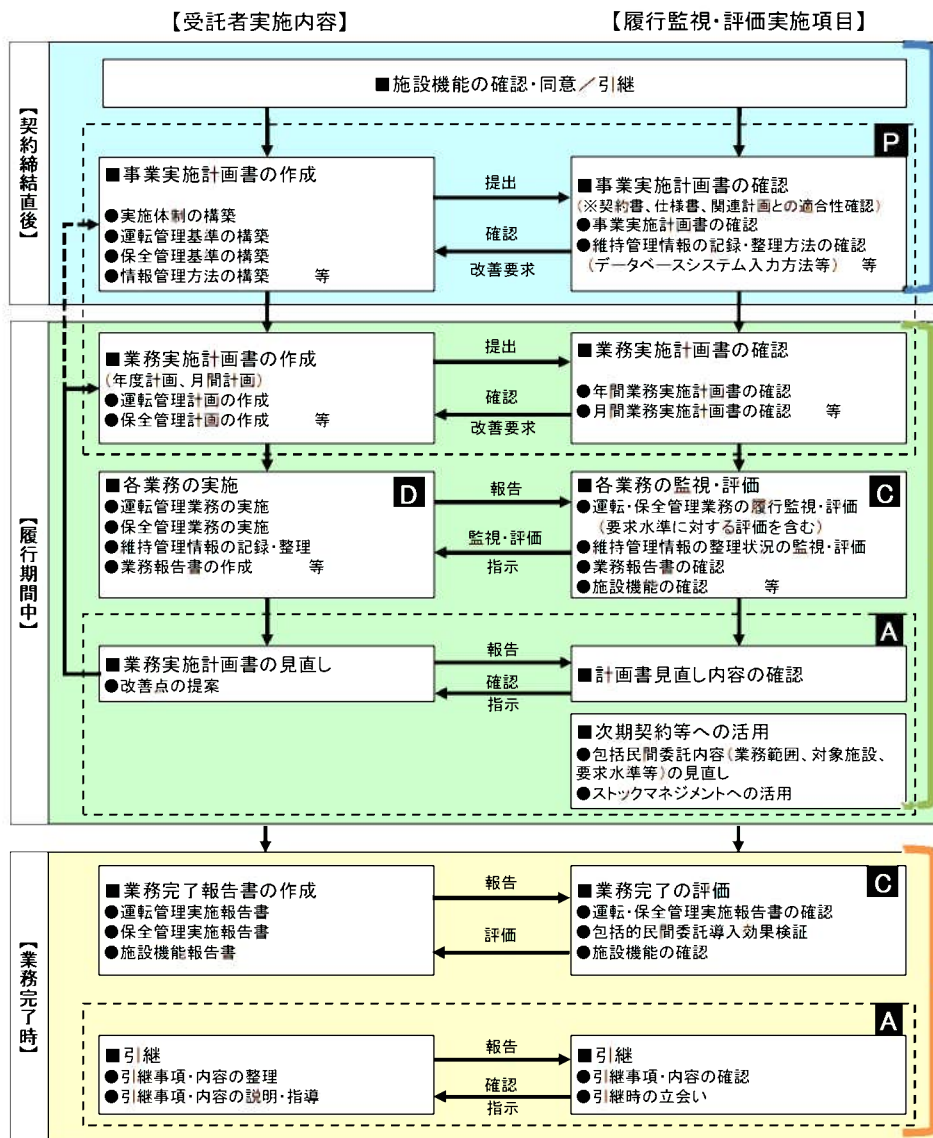 【受託者実施内容】
【履行監視・評価実施項目】
【契約締結直後】
■施設機能の確認・同意／引継
P
■事業実施計画書の作成
●実施体制の構築
●運転管理基準の構築
●保全管理基準の構築
●情報管理方法の構築　等
提出
確認
改善要求
■事業実施計画書の確認
(※契約書、仕様書、関連計画との適合性確認)
●事業実施計画書の確認
●維持管理情報の記録・整理方法の確認
(データベースシステム入力方法等)　等
【履行期間中】
■業務実施計画書の作成
(年度計画、月間計画)
●運転管理計画の作成
●保全管理計画の作成　等
提出
確認
改善要求
■業務実施計画書の確認
●年間業務実施計画書の確認
●月間業務実施計画書の確認　等
■各業務の実施
D
●運転管理業務の実施
●保全管理業務の実施
●維持管理情報の記録・整理
●業務報告書の作成　等
報告
監視・評価
指示
■各業務の監視・評価
C
●運転・保全管理業務の履行監視・評価
(要求水準に対する評価を含む)
●維持管理情報の整理状況の監視・評価
●業務報告書の確認
●施設機能の確認　等
A
■業務実施計画書の見直し
●改善点の提案
報告
確認
指示
■計画書見直し内容の確認
■次期契約等への活用
●包括民間委託内容(業務範囲、対象施設、
要求水準等)の見直し
●ストックマネジメントへの活用
【業務完了時】
■業務完了報告書の作成
●運転管理実施報告書
●保全管理実施報告書
●施設機能報告書
報告
評価
■業務完了の評価
C
●運転・保全管理実施報告書の確認
●包括的民間委託導入効果検証
●施設機能の確認
A
■引継
●引継事項・内容の整理
●引継事項・内容の説明・指導
報告
確認
指示
■引継
●引継事項・内容の確認
●引継時の立会い